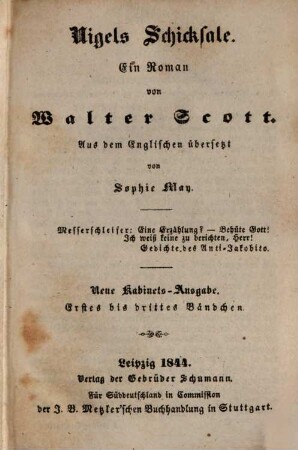 Nigels Schicksale.
Ein Roman
von
Walter Scott.
Aus dem Englischen übersetzt
von
Sophie May.
Messerschleifer: Eine Erzählung? — Behüte Gott!
Ich weiß keine zu berichten, Herr!
Gedichte des Anti-Jakobits.
Neue Kabinets-Ausgabe.
Erstes bis drittes Bändchen.
Leipzig 1844.
Verlag der Gebrüder Schumann.
Für Süddeutschland in Commission
der J. B. Metzler'schen Buchhandlung in Stuttgart.